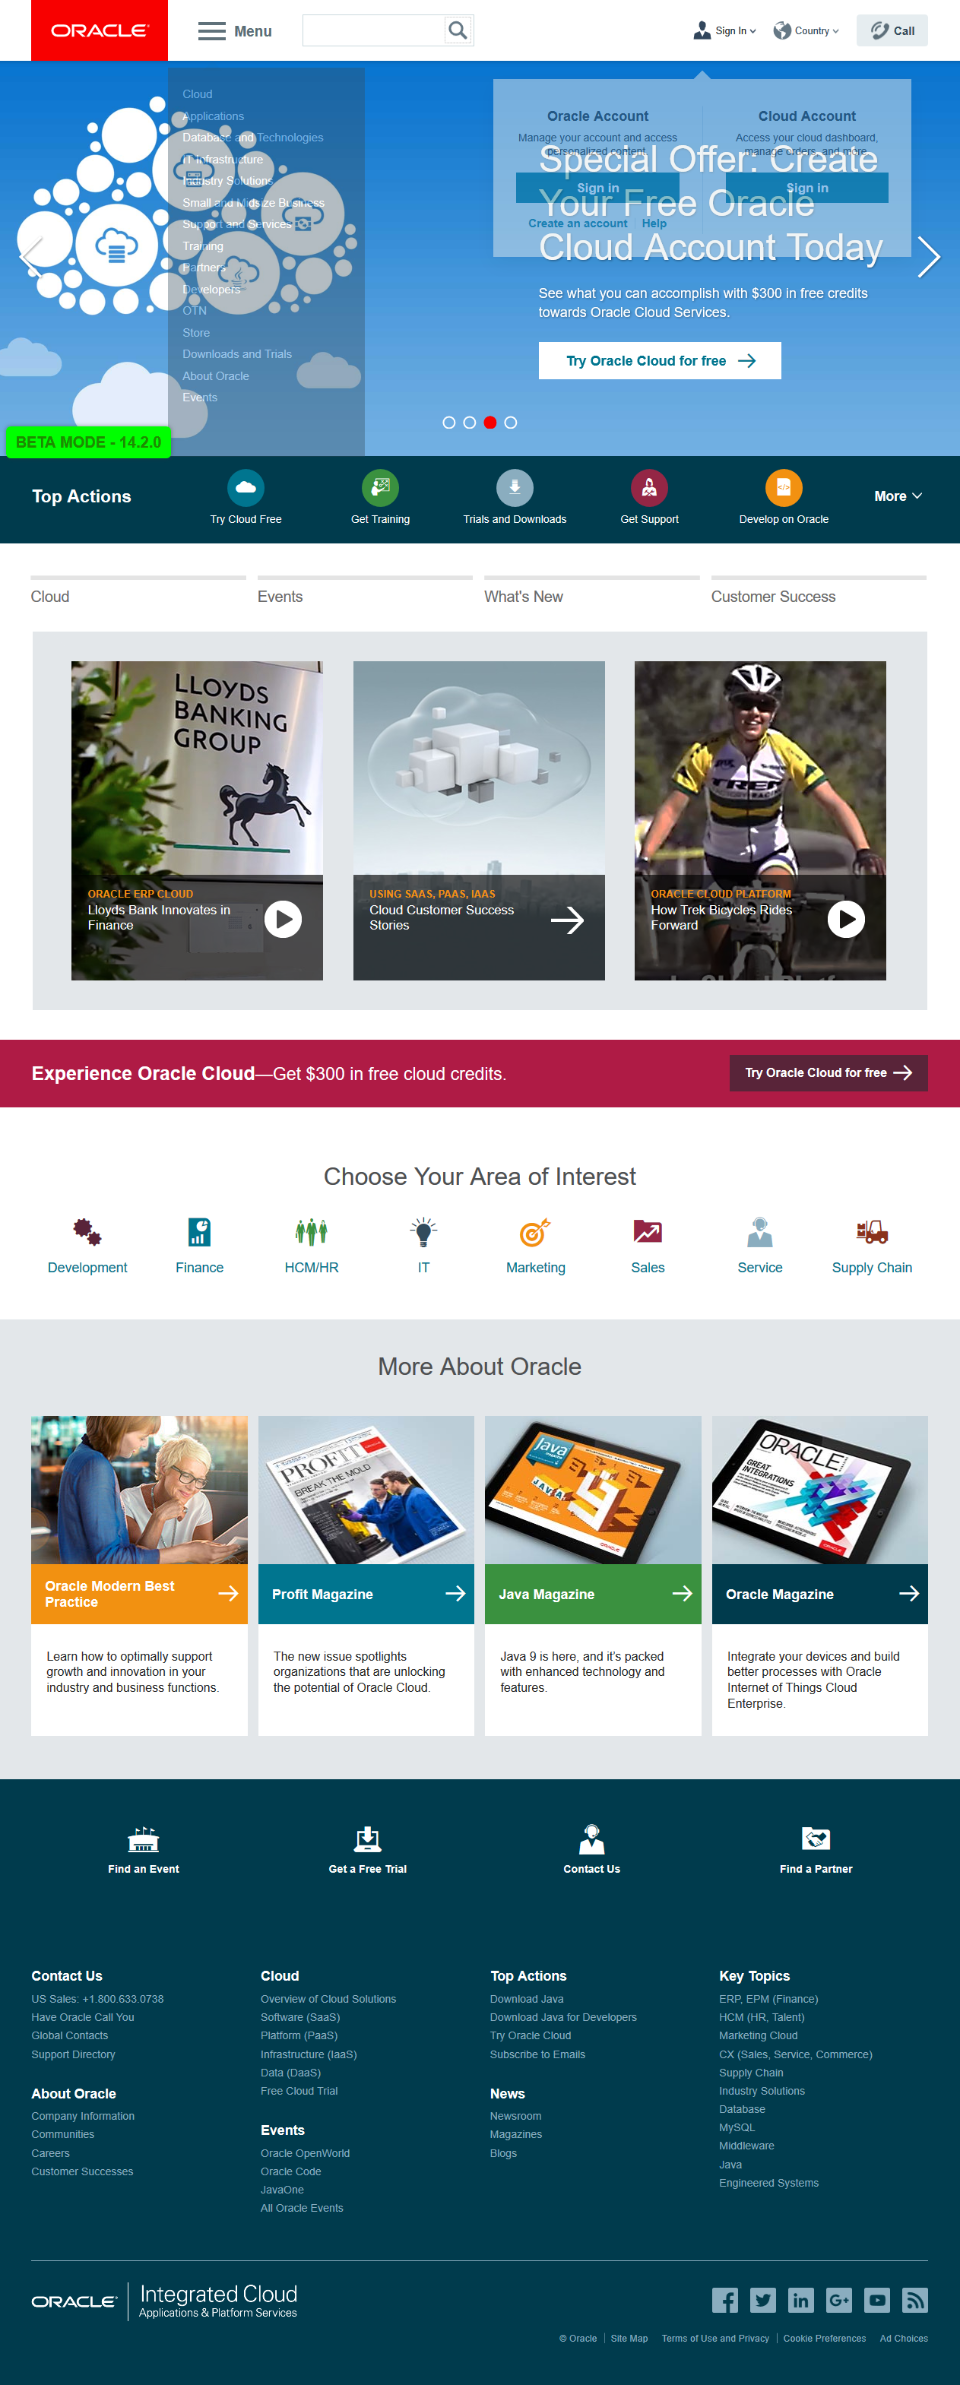 ORACLE
Menu
Sign In
Country
Call
Cloud
Applications
Database and Technologies
IT Infrastructure
Industry Solutions
Small and Midsize Business
Support and Services
Training
Partners
Developers
OTN
Store
Downloads and Trials
About Oracle
Events
Oracle Account
Manage your account and access
personalized content.
Sign in
Create an account
Help
Cloud Account
Access your cloud dashboard,
manage orders, and more.
Sign in
Special Offer: Create
Your Free Oracle
Cloud Account Today
See what you can accomplish with $300 in free credits
towards Oracle Cloud Services.
Try Oracle Cloud for free
BETA MODE - 14.2.0
Top Actions
Try Cloud Free
Get Training
Trials and Downloads
Get Support
Develop on Oracle
More
Cloud
Events
What's New
Customer Success
LLOYDS
BANKING
GROUP
ORACLE ERP CLOUD
Lloyds Bank Innovates in
Finance
USING SAAS, PAAS, IAAS
Cloud Customer Success
Stories
TREK
ORACLE CLOUD PLATFORM
How Trek Bicycles Rides
Forward
Experience Oracle Cloud—Get $300 in free cloud credits.
Try Oracle Cloud for free
Choose Your Area of Interest
Development
Finance
HCM/HR
IT
Marketing
Sales
Service
Supply Chain
More About Oracle
PROFIT
BREAK THE MOLD
Java
JAVA
9
ORACLE
GREAT
INTEGRATIONS
Oracle Modern Best
Practice
Profit Magazine
Java Magazine
Oracle Magazine
Learn how to optimally support
growth and innovation in your
industry and business functions.
The new issue spotlights
organizations that are unlocking
the potential of Oracle Cloud.
Java 9 is here, and it's packed
with enhanced technology and
features.
Integrate your devices and build
better processes with Oracle
Internet of Things Cloud
Enterprise.
Find an Event
Get a Free Trial
Contact Us
Find a Partner
Contact Us
US Sales: +1.800.633.0738
Have Oracle Call You
Global Contacts
Support Directory
About Oracle
Company Information
Communities
Careers
Customer Successes
Cloud
Overview of Cloud Solutions
Software (SaaS)
Platform (PaaS)
Infrastructure (IaaS)
Data (DaaS)
Free Cloud Trial
Events
Oracle OpenWorld
Oracle Code
JavaOne
All Oracle Events
Top Actions
Download Java
Download Java for Developers
Try Oracle Cloud
Subscribe to Emails
News
Newsroom
Magazines
Blogs
Key Topics
ERP, EPM (Finance)
HCM (HR, Talent)
Marketing Cloud
CX (Sales, Service, Commerce)
Supply Chain
Industry Solutions
Database
MySQL
Middleware
Java
Engineered Systems
ORACLE
Integrated Cloud
Applications & Platform Services
© Oracle
Site Map
Terms of Use and Privacy
Cookie Preferences
Ad Choices